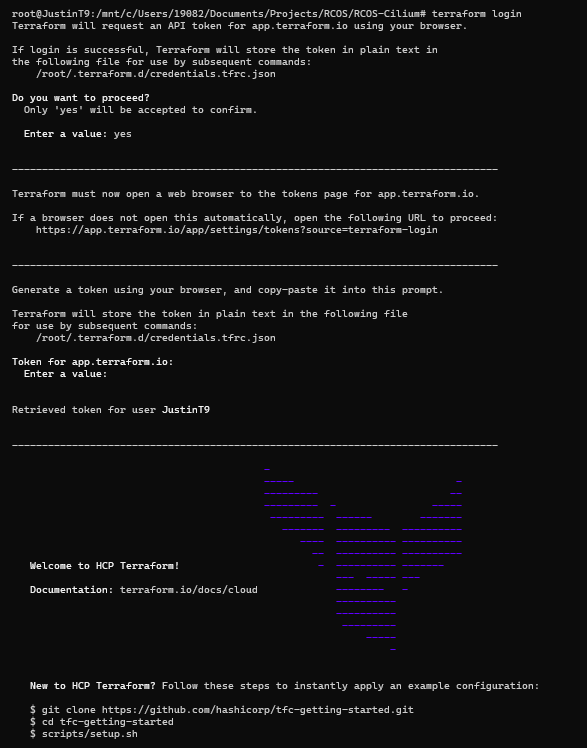 root@JustinT9:/mnt/c/Users/19082/Documents/Projects/RCOS/RCOS-Cilium# terraform login
Terraform will request an API token for app.terraform.io using your browser.
If login is successful, Terraform will store the token in plain text in
the following file for use by subsequent commands:
/root/.terraform.d/credentials.tfrc.json
Do you want to proceed?
Only 'yes' will be accepted to confirm.
Enter a value: yes
---------------------------------------------------------------------------------
Terraform must now open a web browser to the tokens page for app.terraform.io.
If a browser does not open this automatically, open the following URL to proceed:
https://app.terraform.io/app/settings/tokens?source=terraform-login
---------------------------------------------------------------------------------
Generate a token using your browser, and copy-paste it into this prompt.
Terraform will store the token in plain text in the following file
for use by subsequent commands:
/root/.terraform.d/credentials.tfrc.json
Token for app.terraform.io:
Enter a value:
Retrieved token for user JustinT9
---------------------------------------------------------------------------------
Welcome to HCP Terraform!
Documentation: terraform.io/docs/cloud
New to HCP Terraform? Follow these steps to instantly apply an example configuration:
$ git clone https://github.com/hashicorp/tfc-getting-started.git
$ cd tfc-getting-started
$ scripts/setup.sh